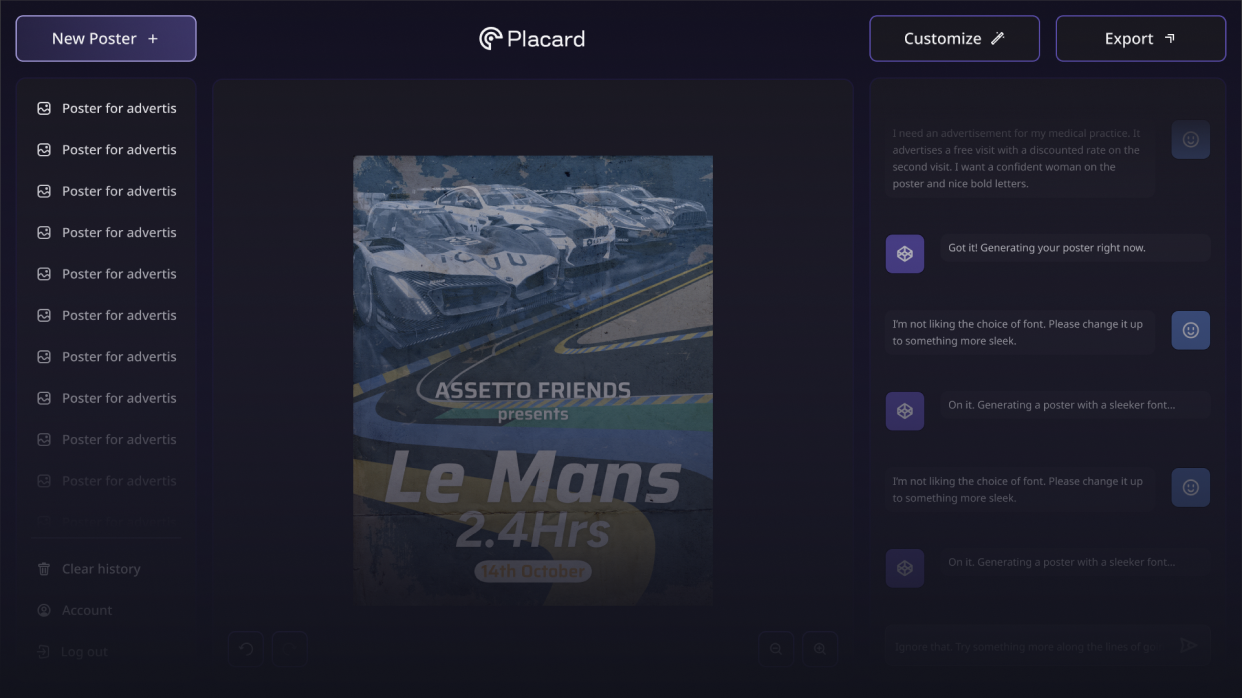 New Poster +
Placard
Customize
Export
Poster for advertis
Poster for advertis
Poster for advertis
Poster for advertis
Poster for advertis
Poster for advertis
Poster for advertis
Poster for advertis
Poster for advertis
Poster for advertis
Poster for advertis
Clear history
Account
Log out
ASSETTO FRIENDS
presents
Le Mans
2.4Hrs
14th October
I need an advertisement for my medical practice. It
advertises a free visit with a discounted rate on the
second visit. I want a confident woman on the
poster and nice bold letters.
Got it! Generating your poster right now.
I'm not liking the choice of font. Please change it up
to something more sleek.
On it. Generating a poster with a sleeker font...
I'm not liking the choice of font. Please change it up
to something more sleek.
On it. Generating a poster with a sleeker font...
Ignore that. Try something more along the lines of